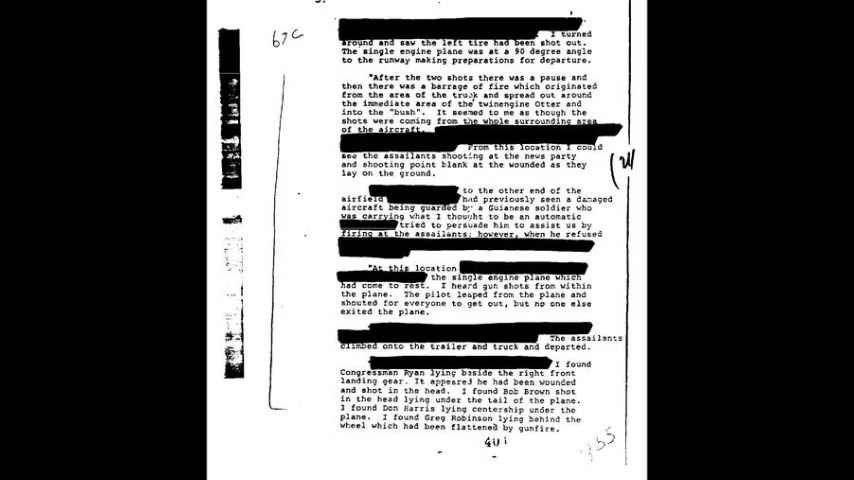 67C
I turned
around and saw the left tire had been shot out.
The single engine plane was at a 90 degree angle
to the runway making preparations for departure.
"After the two shots there was a pause and
then there was a barrage of fire which originated
from the area of the truck and spread out around
the immediate area of the twinengine Otter and
into the "bush". It seemed to me as though the
shots were coming from the whole surrounding area
of the aircraft.
From this location I could
see the assailants shooting at the news party
and shooting point blank at the wounded as they
lay on the ground.
to the other end of the
airfield had previously seen a damaged
aircraft being guarded by a Guianese soldier who
was carrying what I thought to be an automatic
tried to persuade him to assist us by
firing at the assailants; however, when he refused
"At this location
the single engine plane which
had come to rest. I heard gun shots from within
the plane. The pilot leaped from the plane and
shouted for everyone to get out, but no one else
exited the plane.
The assailants
climbed onto the trailer and truck and departed.
I found
Congressman Ryan lying beside the right front
landing gear. It appeared he had been wounded
and shot in the head. I found Bob Brown shot
in the head lying under the tail of the plane.
I found Don Harris lying centership under the
plane. I found Greg Robinson lying behind the
wheel which had been flattened by gunfire.